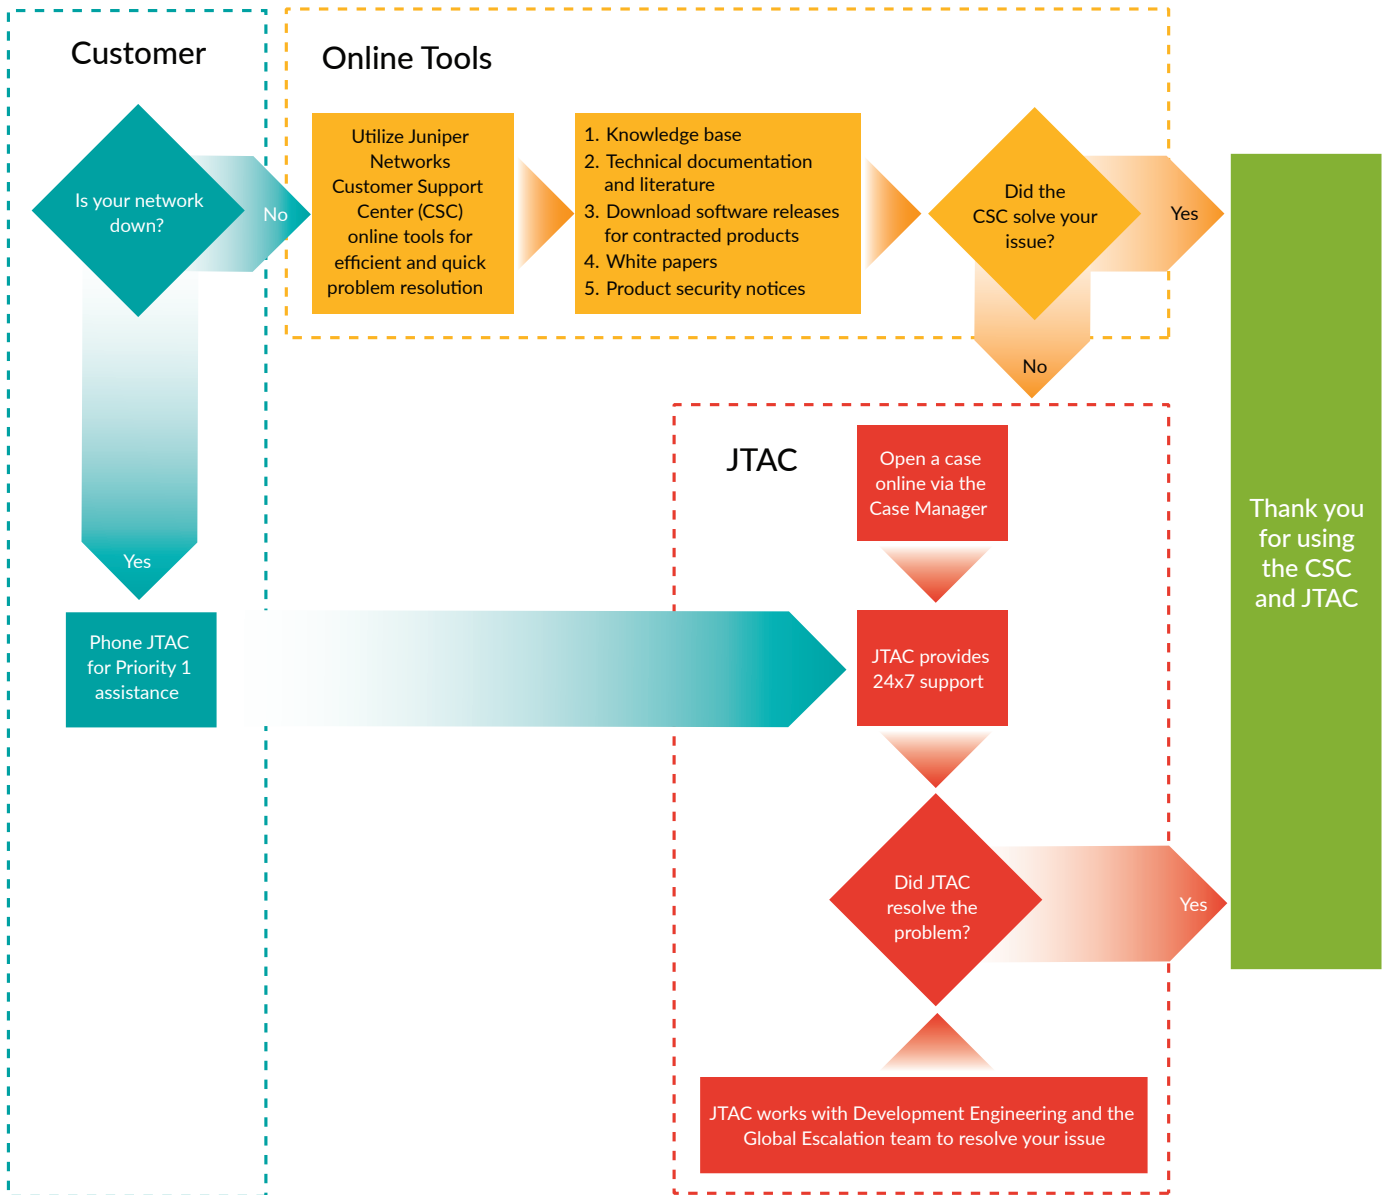 Customer
Is your network
down?
No
Yes
Phone JTAC
for Priority 1
assistance
Online Tools
Utilize Juniper
Networks
Customer Support
Center (CSC)
online tools for
efficient and quick
problem resolution
1. Knowledge base
2. Technical documentation
and literature
3. Download software releases
for contracted products
4. White papers
5. Product security notices
Did the
CSC solve your
issue?
Yes
No
JTAC
Open a case
online via the
Case Manager
JTAC provides
24x7 support
Did JTAC
resolve the
problem?
Yes
JTAC works with Development Engineering and the
Global Escalation team to resolve your issue
Thank you
for using
the CSC
and JTAC